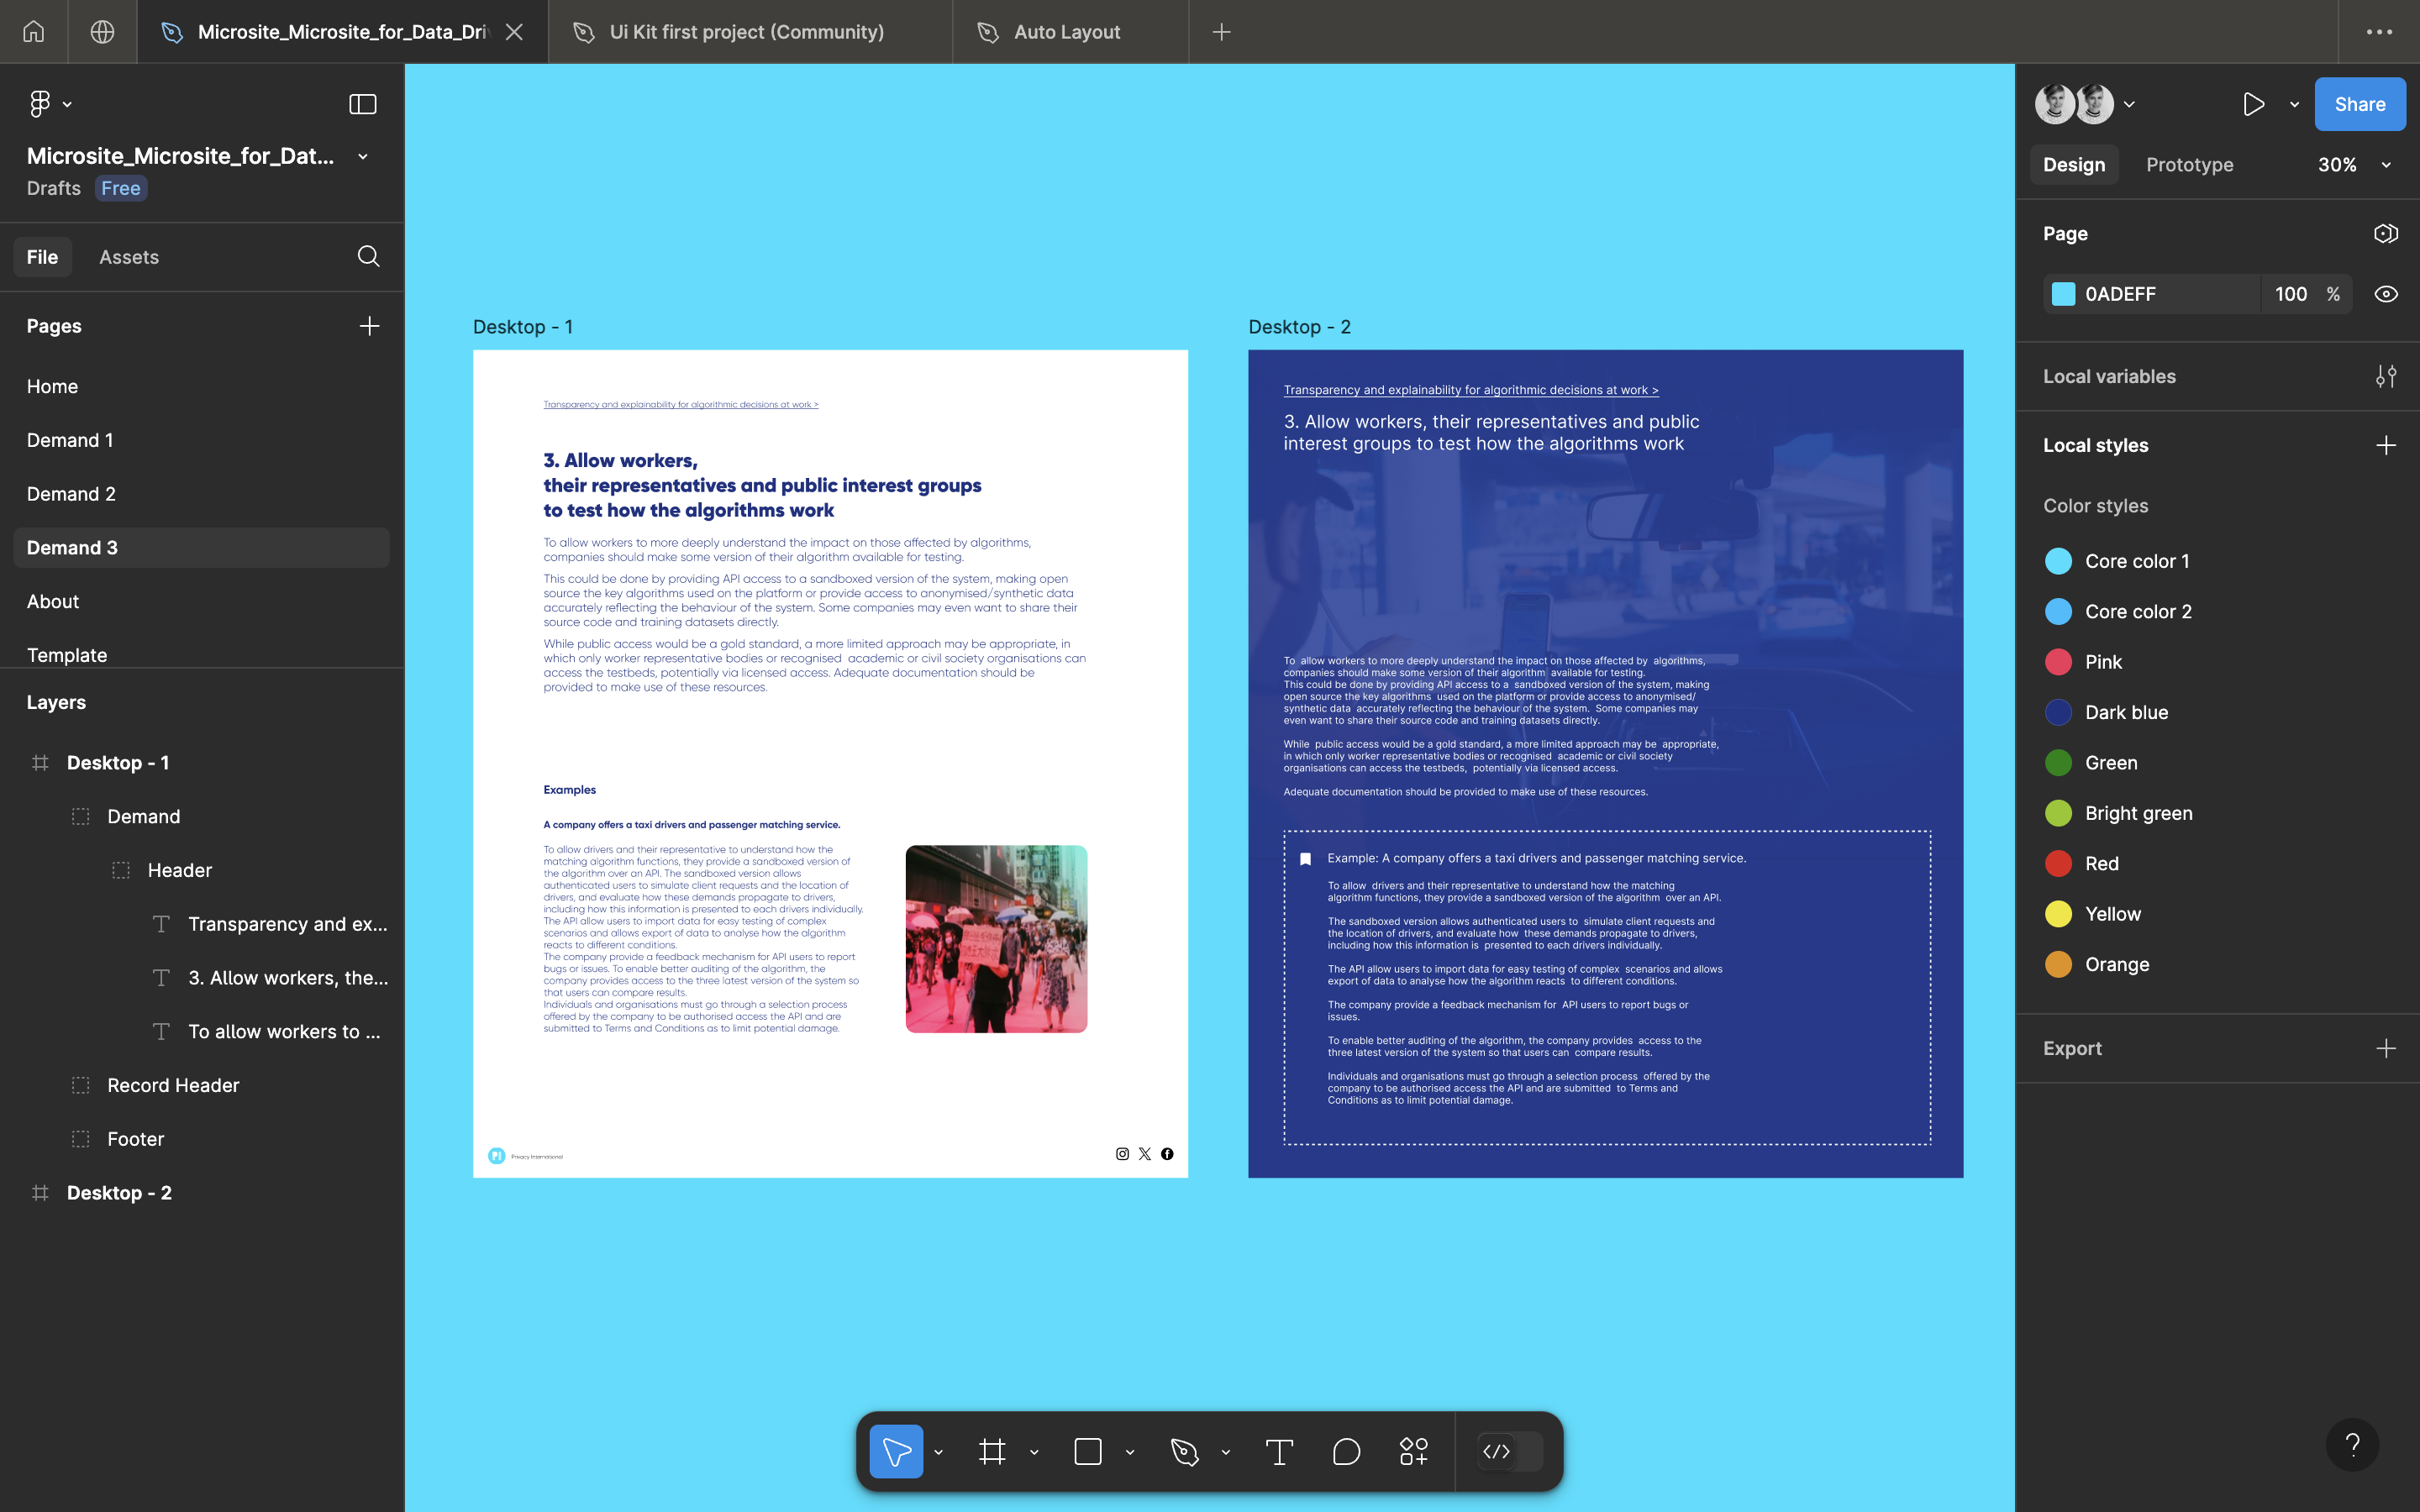 Microsite_Microsite_for_Data_Dri
Ui Kit first project (Community)
Auto Layout
Microsite_Microsite_for_Dat...
Drafts
Free
File
Assets
Pages
Home
Demand 1
Demand 2
Demand 3
About
Template
Layers
Desktop - 1
Demand
Header
Transparency and ex...
3. Allow workers, the...
To allow workers to ...
Record Header
Footer
Desktop - 2
Desktop - 1
Transparency and explainability for algorithmic decisions at work >
3. Allow workers,
their representatives and public interest groups
to test how the algorithms work
To allow workers to more deeply understand the impact on those affected by algorithms,
companies should make some version of their algorithm available for testing.
This could be done by providing API access to a sandboxed version of the system, making open
source the key algorithms used on the platform or provide access to anonymised/synthetic data
accurately reflecting the behaviour of the system. Some companies may even want to share their
source code and training datasets directly.
While public access would be a gold standard, a more limited approach may be appropriate, in
which only worker representative bodies or recognised  academic or civil society organisations can
access the testbeds, potentially via licensed access. Adequate documentation should be
provided to make use of these resources.
Examples
A company offers a taxi drivers and passenger matching service.
To allow drivers and their representative to understand how the
matching algorithm functions, they provide a sandboxed version of
the algorithm over an API. The sandboxed version allows
authenticated users to simulate client requests and the location of
drivers, and evaluate how these demands propagate to drivers,
including how this information is presented to each drivers individually.
The API allow users to import data for easy testing of complex
scenarios and allows export of data to analyse how the algorithm
reacts to different conditions.
The company provide a feedback mechanism for API users to report
bugs or issues. To enable better auditing of the algorithm, the
company provides access to the three latest version of the system so
that users can compare results.
Individuals and organisations must go through a selection process
offered by the company to be authorised access the API and are
submitted to Terms and Conditions as to limit potential damage.
PI
Privacy International
Desktop - 2
Transparency and explainability for algorithmic decisions at work >
3. Allow workers, their representatives and public
interest groups to test how the algorithms work
To  allow workers to more deeply understand the impact on those affected by  algorithms,
companies should make some version of their algorithm  available for testing.
This could be done by providing API access to a  sandboxed version of the system, making
open source the key algorithms  used on the platform or provide access to anonymised/
synthetic data  accurately reflecting the behaviour of the system.  Some companies may
even want to share their source code and training datasets directly.
While  public access would be a gold standard, a more limited approach may be  appropriate,
in which only worker representative bodies or recognised  academic or civil society
organisations can access the testbeds,  potentially via licensed access.
Adequate documentation should be provided to make use of these resources.
Example: A company offers a taxi drivers and passenger matching service.
To allow  drivers and their representative to understand how the matching
algorithm functions, they provide a sandboxed version of the algorithm  over an API.
The sandboxed version allows authenticated users to  simulate client requests and
the location of drivers, and evaluate how  these demands propagate to drivers,
including how this information is  presented to each drivers individually.
The API allow users to import data for easy testing of complex  scenarios and allows
export of data to analyse how the algorithm reacts  to different conditions.
The company provide a feedback mechanism for  API users to report bugs or
issues.
To enable better auditing of the algorithm, the company provides  access to the
three latest version of the system so that users can  compare results.
Individuals and organisations must go through a selection process  offered by the
company to be authorised access the API and are submitted  to Terms and
Conditions as to limit potential damage.
Share
Design
Prototype
30%
Page
0ADEFF
100 %
Local variables
Local styles
Color styles
Core color 1
Core color 2
Pink
Dark blue
Green
Bright green
Red
Yellow
Orange
Export
?